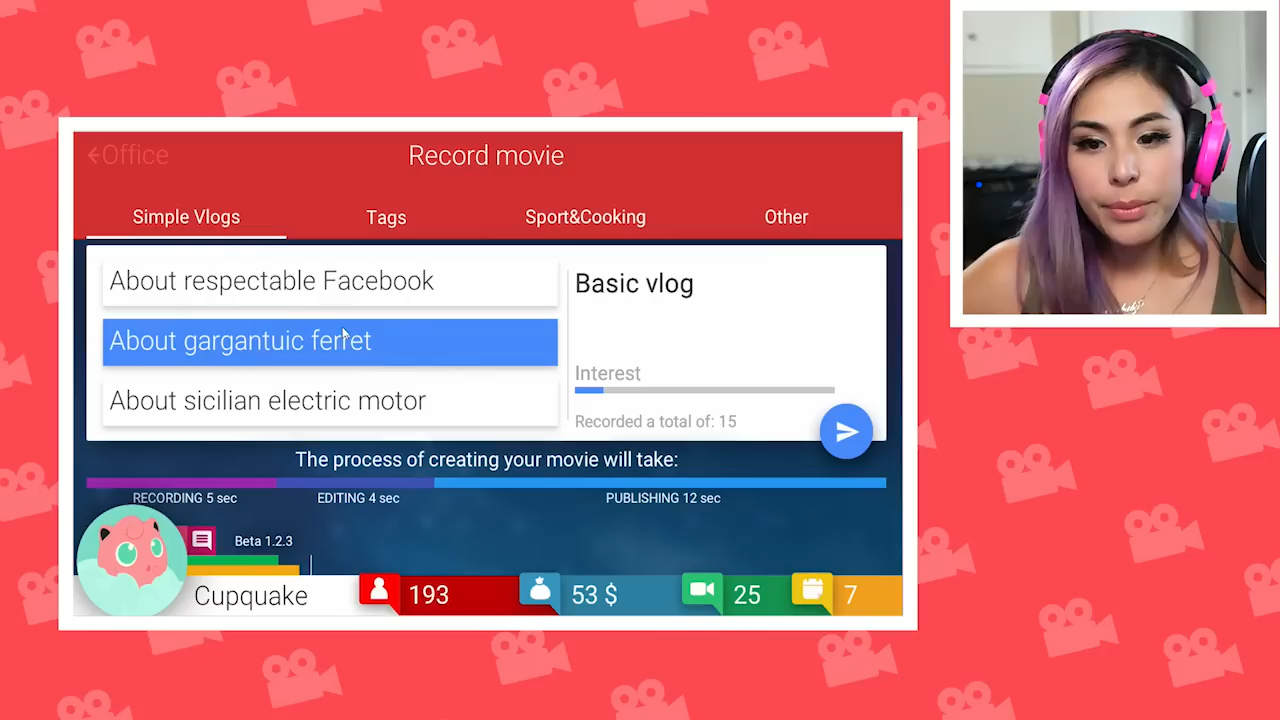 Office
Record movie
Simple Vlogs
Tags
Sport&Cooking
Other
About respectable Facebook
About gargantuic ferret
About sicilian electric motor
Basic vlog
Interest
Recorded a total of: 15
The process of creating your movie will take:
RECORDING 5 sec
EDITING 4 sec
PUBLISHING 12 sec
Beta 1.2.3
Cupquake
193
53 $
25
7